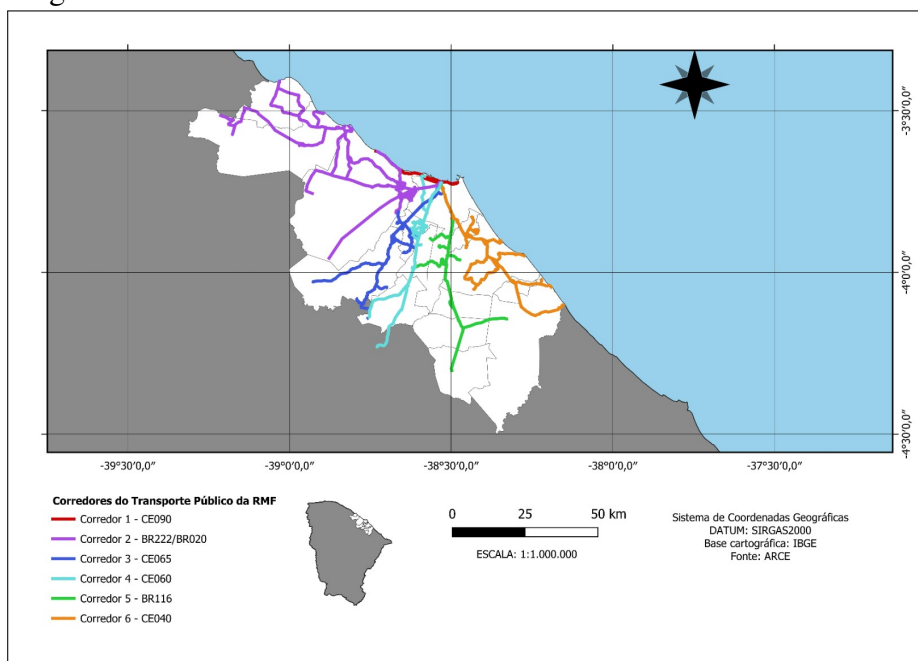 -3°30'0,0"
-4°0'0,0"
-4°30'0,0"
-39°30'0,0"
-39°0'0,0"
-38°30'0,0"
-38°0'0,0"
-37°30'0,0"
Corredores do Transporte Público da RMF
Corredor 1 - CE090
Corredor 2 - BR222/BR020
Corredor 3 - CE065
Corredor 4 - CE060
Corredor 5 - BR116
Corredor 6 - CE040
0 25 50 km
ESCALA: 1:1.000.000
Sistema de Coordenadas Geográficas
DATUM: SIRGAS2000
Base cartográfica: IBGE
Fonte: ARCE